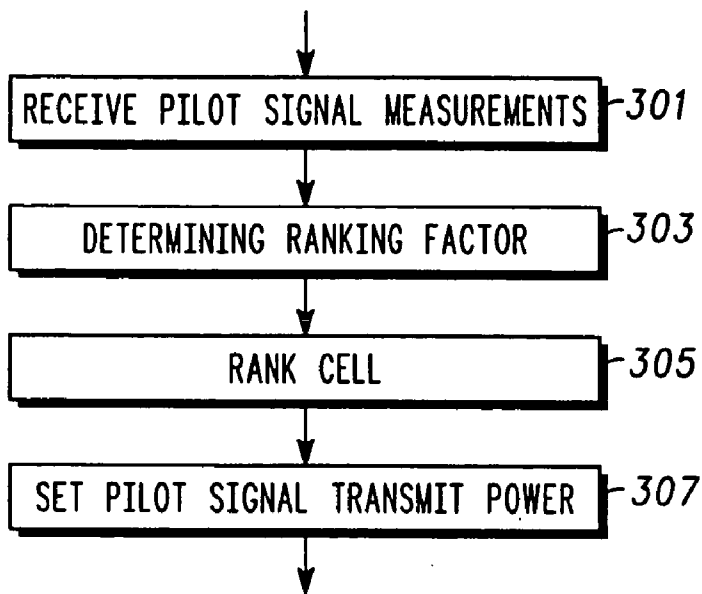 RECEIVE PILOT SIGNAL MEASUREMENTS 301
DETERMINING RANKING FACTOR 303
RANK CELL 305
SET PILOT SIGNAL TRANSMIT POWER 307